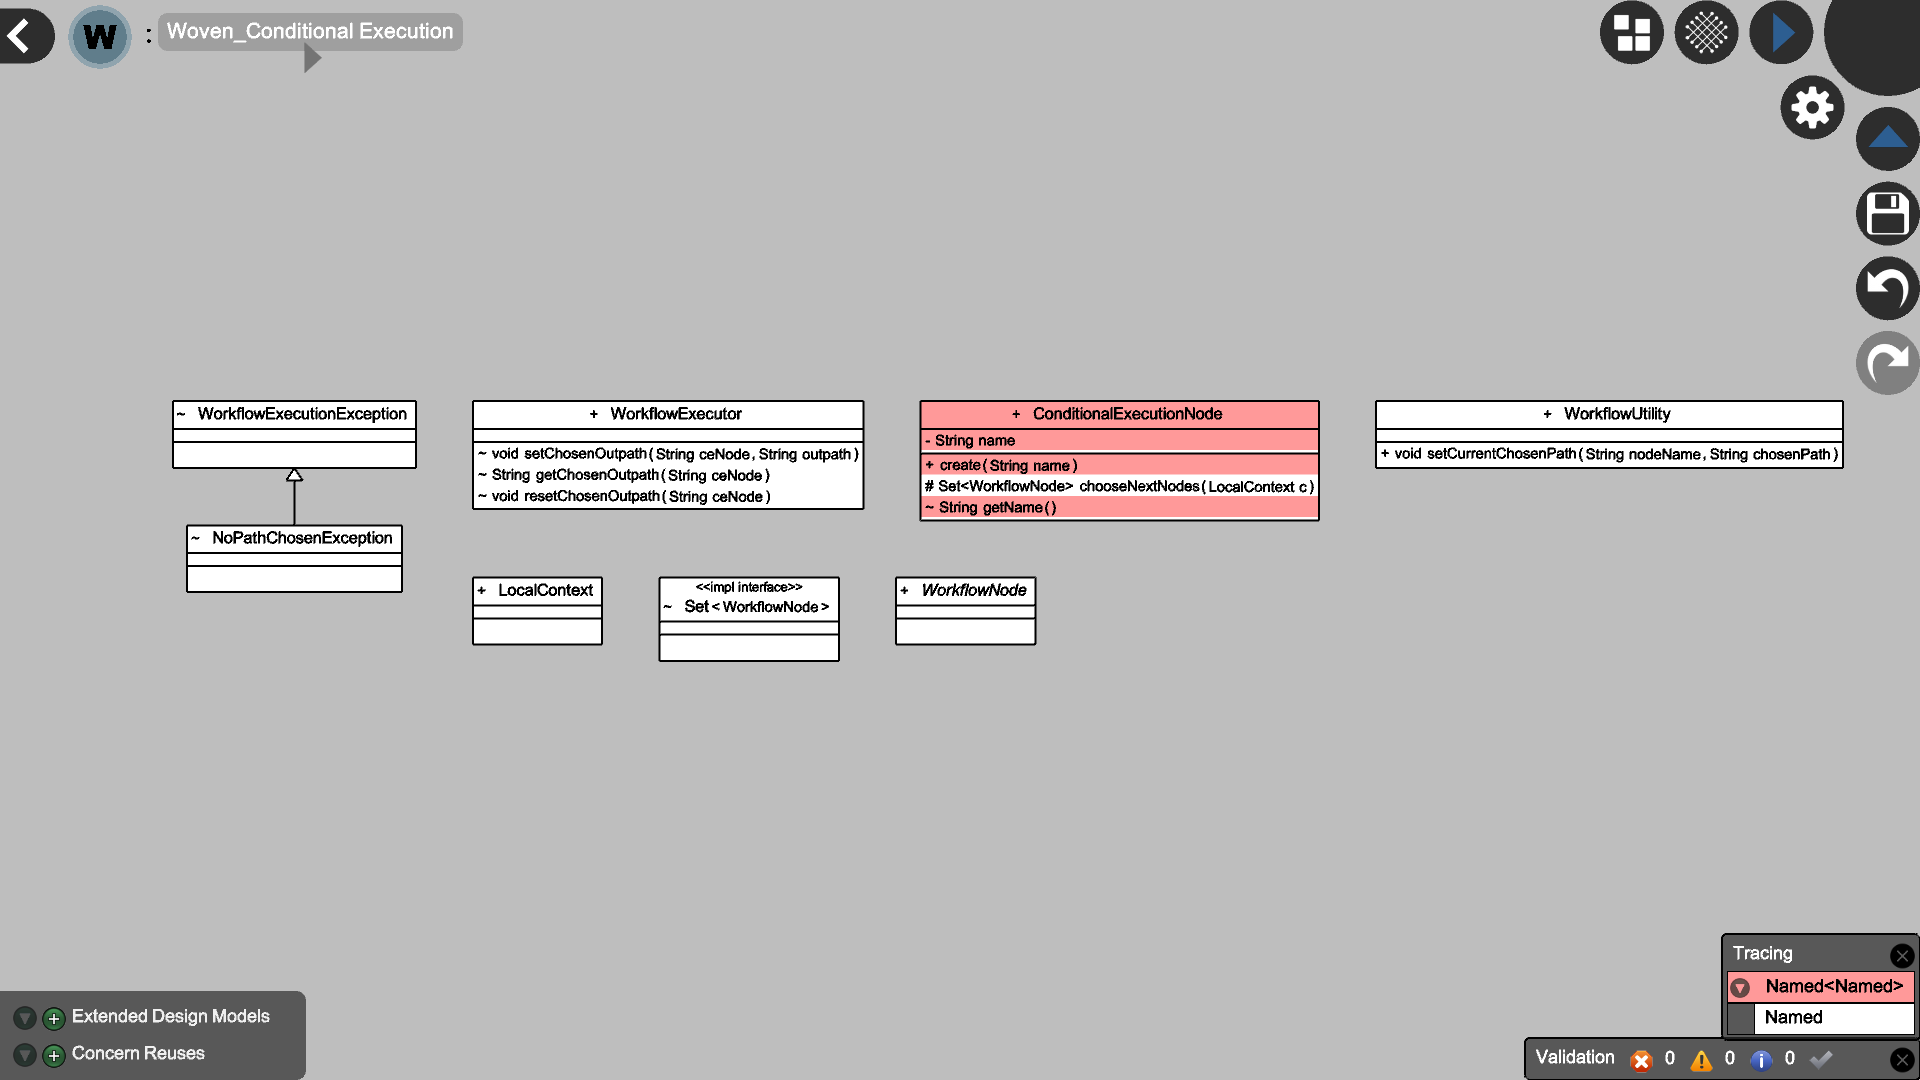 W : Woven_Conditional Execution
~ WorkflowExecutionException
~ NoPathChosenException
+ WorkflowExecutor
~ void setChosenOutpath(String ceNode, String outpath)
~ String getChosenOutpath(String ceNode)
~ void resetChosenOutpath(String ceNode)
+ ConditionalExecutionNode
- String name
+ create(String name)
# Set<WorkflowNode> chooseNextNodes(LocalContext c)
~ String getName()
+ WorkflowUtility
+ void setCurrentChosenPath(String nodeName, String chosenPath)
+ LocalContext
<<impl interface>>
~ Set<WorkflowNode>
+ WorkflowNode
Extended Design Models
Concern Reuses
Tracing
Named<Named>
Named
Validation 0 0 0